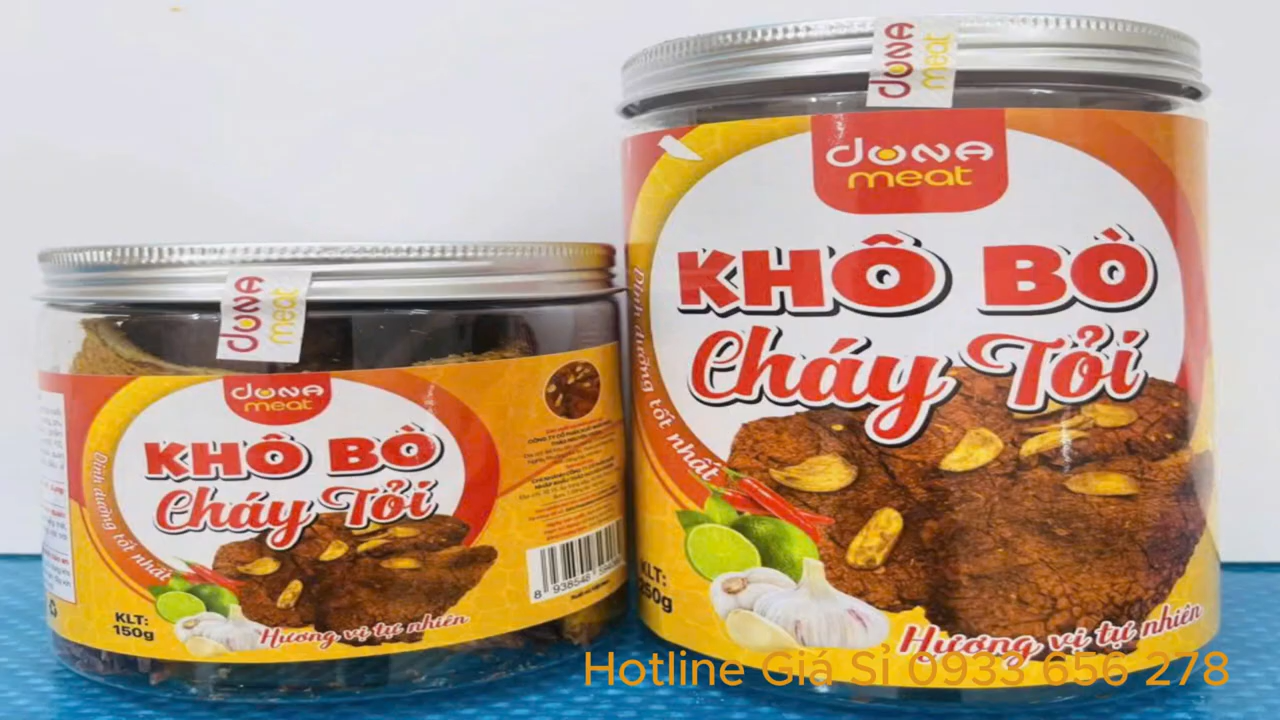 DONA
meat
DONA
meat
KHÔ BÒ
Cháy Tỏi
Dinh dưỡng tốt nhất
KLT:
Hương vị tự nhiên
DONA
meat
DONA
meat
KHÔ BÒ
Cháy Tỏi
Dinh dưỡng tốt nhất
KLT:
150g
Hương vị tự nhiên
Hotline Giá Sỉ 0933 656 278